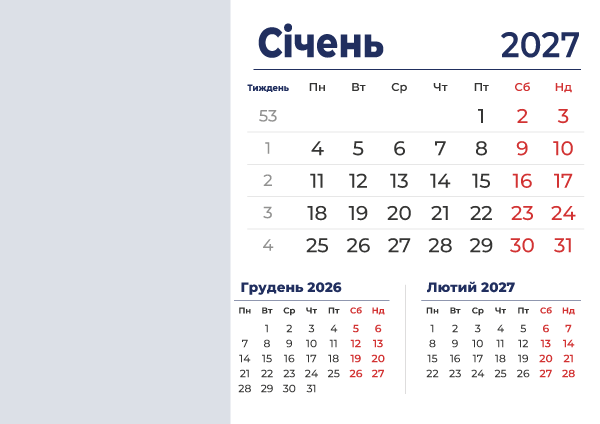 Січень 2027
Тиждень Пн Вт Ср Чт Пт Сб Нд
53 1 2 3
1 4 5 6 7 8 9 10
2 11 12 13 14 15 16 17
3 18 19 20 21 22 23 24
4 25 26 27 28 29 30 31
Грудень 2026
Пн Вт Ср Чт Пт Сб Нд
1 2 3 4 5 6
7 8 9 10 11 12 13
14 15 16 17 18 19 20
21 22 23 24 25 26 27
28 29 30 31
Лютий 2027
Пн Вт Ср Чт Пт Сб Нд
1 2 3 4 5 6 7
8 9 10 11 12 13 14
15 16 17 18 19 20 21
22 23 24 25 26 27 28